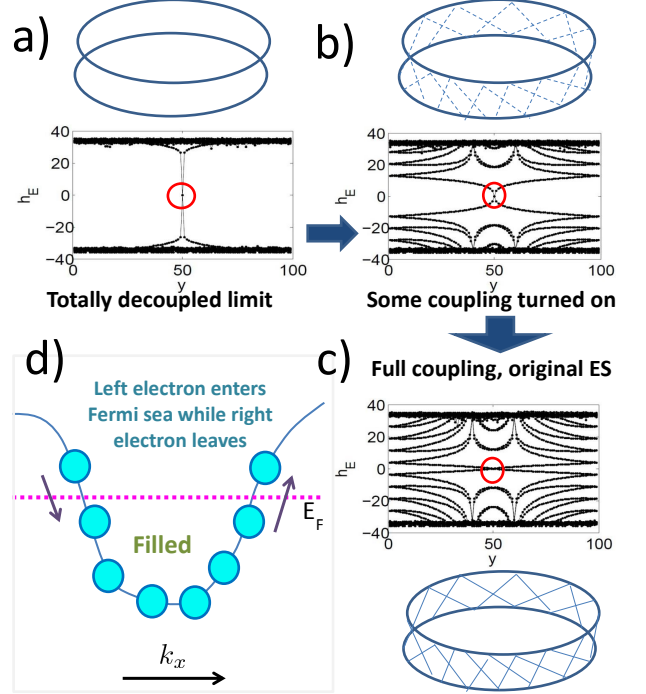 a)
b)
40
20
0
−20
−40
h_E
0
50
100
y
Totally decoupled limit
40
20
0
−20
−40
h_E
0
50
100
y
Some coupling turned on
d)
Left electron enters
Fermi sea while right
electron leaves
E_F
Filled
k_x
c)
Full coupling, original ES
40
20
0
−20
−40
h_E
0
50
100
y